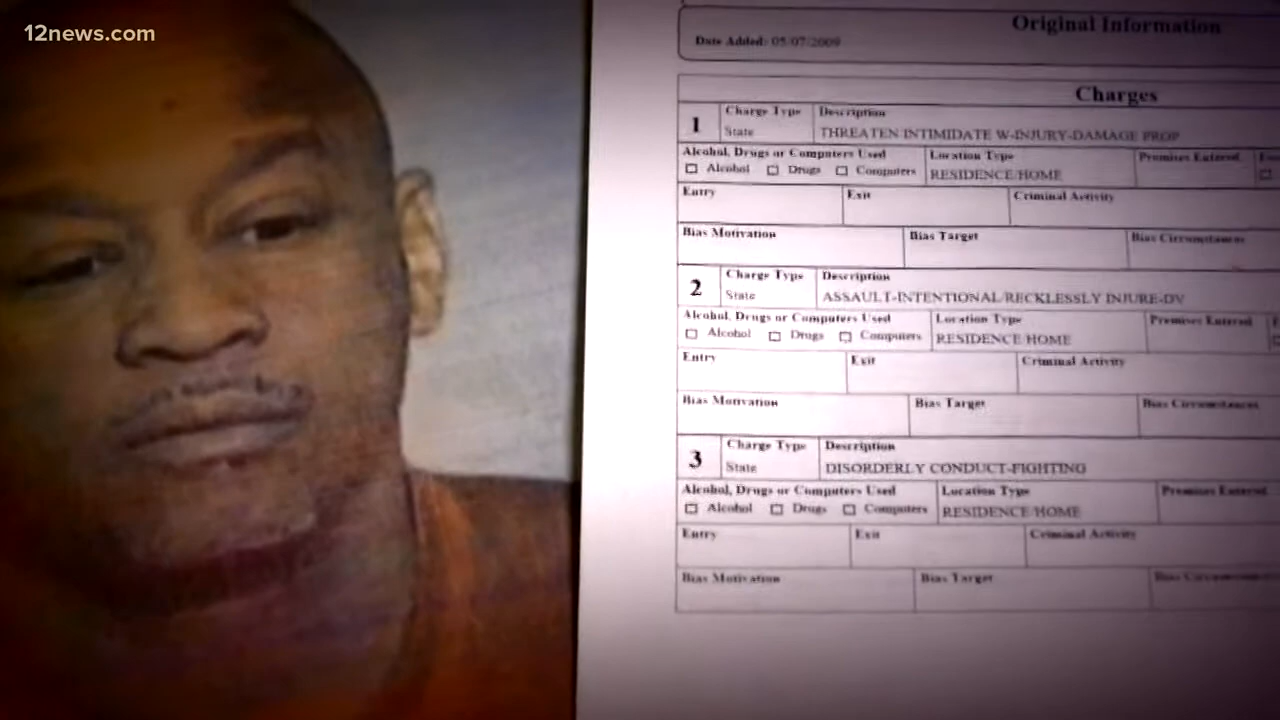 12news.com
Original Information
Date Added: 05/07/2009
Charges
1
Charge Type
Description
State
THREATEN INTIMIDATE W-INJURY-DAMAGE PROP
Alcohol, Drugs or Computers Used
Location Type
Premises Entered
Alcohol
Drugs
Computers
RESIDENCE/HOME
Entry
Exit
Criminal Activity
Bias Motivation
Bias Target
Bias Circumstances
2
Charge Type
Description
State
ASSAULT-INTENTIONAL/RECKLESSLY INJURE-DV
Alcohol, Drugs or Computers Used
Location Type
Premises Entered
Alcohol
Drugs
Computers
RESIDENCE/HOME
Entry
Exit
Criminal Activity
Bias Motivation
Bias Target
Bias Circumstances
3
Charge Type
Description
State
DISORDERLY CONDUCT-FIGHTING
Alcohol, Drugs or Computers Used
Location Type
Premises Entered
Alcohol
Drugs
Computers
RESIDENCE/HOME
Entry
Exit
Criminal Activity
Bias Motivation
Bias Target
Bias Circumstances